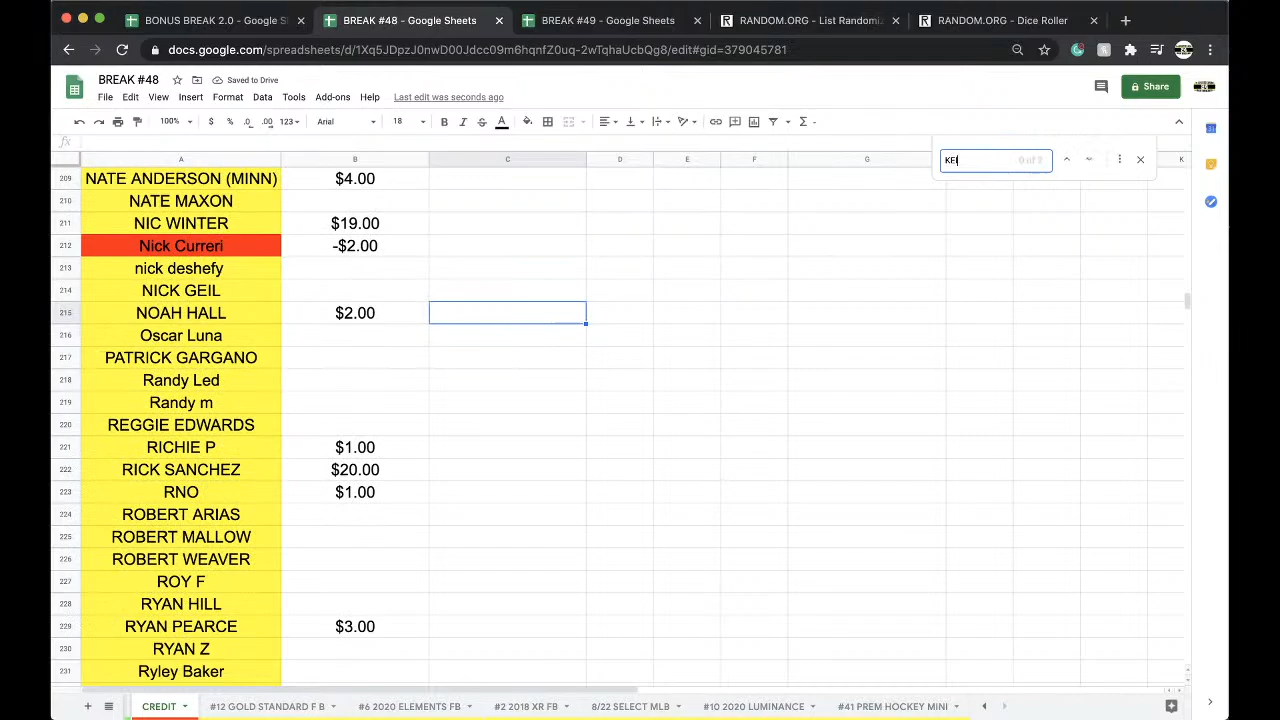 BONUS BREAK 2.0 - Google S
BREAK #48 - Google Sheets
BREAK #49 - Google Sheets
RANDOM.ORG - List Randomi
RANDOM.ORG - Dice Roller
docs.google.com/spreadsheets/d/1Xq5JDpzJ0nwD00Jdcc09m6hqnfZ0uq-2wTqhaUcbQg8/edit#gid=379045781
BREAK #48
Saved to Drive
File Edit View Insert Format Data Tools Add-ons Help Last edit was seconds ago
Share
100% $ % .0 .00 123 Arial 18 B I S A
fx
KEI
A B C D E F G K
209 NATE ANDERSON (MINN) $4.00
210 NATE MAXON
211 NIC WINTER $19.00
212 Nick Curreri -$2.00
213 nick deshefy
214 NICK GEIL
215 NOAH HALL $2.00
216 Oscar Luna
217 PATRICK GARGANO
218 Randy Led
219 Randy m
220 REGGIE EDWARDS
221 RICHIE P $1.00
222 RICK SANCHEZ $20.00
223 RNO $1.00
224 ROBERT ARIAS
225 ROBERT MALLOW
226 ROBERT WEAVER
227 ROY F
228 RYAN HILL
229 RYAN PEARCE $3.00
230 RYAN Z
231 Ryley Baker
CREDIT #12 GOLD STANDARD F B #6 2020 ELEMENTS FB #2 2018 XR FB 8/22 SELECT MLB #10 2020 LUMINANCE #41 PREM HOCKEY MINI